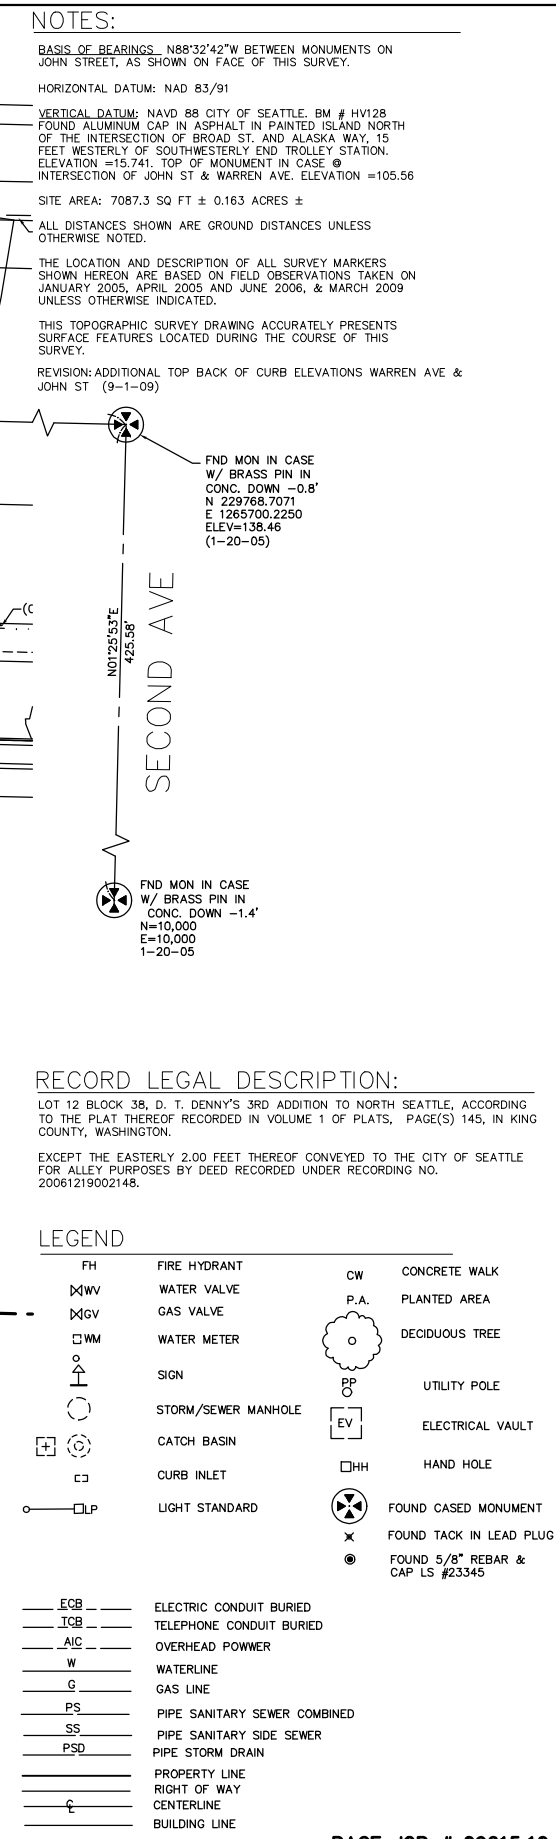 NOTES:
BASIS OF BEARINGS N88°32'42"W BETWEEN MONUMENTS ON
JOHN STREET, AS SHOWN ON FACE OF THIS SURVEY.
HORIZONTAL DATUM: NAD 83/91
VERTICAL DATUM: NAVD 88 CITY OF SEATTLE. BM # HV128
FOUND ALUMINUM CAP IN ASPHALT IN PAINTED ISLAND NORTH
OF THE INTERSECTION OF BROAD ST. AND ALASKA WAY, 15
FEET WESTERLY OF SOUTHWESTERLY END TROLLEY STATION.
ELEVATION =15.741. TOP OF MONUMENT IN CASE @
INTERSECTION OF JOHN ST & WARREN AVE. ELEVATION =105.56
SITE AREA: 7087.3 SQ FT ± 0.163 ACRES ±
ALL DISTANCES SHOWN ARE GROUND DISTANCES UNLESS
OTHERWISE NOTED.
THE LOCATION AND DESCRIPTION OF ALL SURVEY MARKERS
SHOWN HEREON ARE BASED ON FIELD OBSERVATIONS TAKEN ON
JANUARY 2005, APRIL 2005 AND JUNE 2006, & MARCH 2009
UNLESS OTHERWISE INDICATED.
THIS TOPOGRAPHIC SURVEY DRAWING ACCURATELY PRESENTS
SURFACE FEATURES LOCATED DURING THE COURSE OF THIS
SURVEY.
REVISION: ADDITIONAL TOP BACK OF CURB ELEVATIONS WARREN AVE &
JOHN ST (9-1-09)
FND MON IN CASE
W/ BRASS PIN IN
CONC. DOWN -0.8'
N 229768.7071
E 1265700.2250
ELEV=138.46
(1-20-05)
N01°25'53"E
425.58'
SECOND AVE
FND MON IN CASE
W/ BRASS PIN IN
CONC. DOWN -1.4'
N=10,000
E=10,000
1-20-05
RECORD LEGAL DESCRIPTION:
LOT 12 BLOCK 38, D. T. DENNY'S 3RD ADDITION TO NORTH SEATTLE, ACCORDING
TO THE PLAT THEREOF RECORDED IN VOLUME 1 OF PLATS, PAGE(S) 145, IN KING
COUNTY, WASHINGTON.
EXCEPT THE EASTERLY 2.00 FEET THEREOF CONVEYED TO THE CITY OF SEATTLE
FOR ALLEY PURPOSES BY DEED RECORDED UNDER RECORDING NO.
20061219002148.
LEGEND
FH FIRE HYDRANT
WV WATER VALVE
GV GAS VALVE
WM WATER METER
SIGN
STORM/SEWER MANHOLE
CATCH BASIN
CURB INLET
LP LIGHT STANDARD
CW CONCRETE WALK
P.A. PLANTED AREA
DECIDUOUS TREE
PP UTILITY POLE
EV ELECTRICAL VAULT
HH HAND HOLE
FOUND CASED MONUMENT
FOUND TACK IN LEAD PLUG
FOUND 5/8" REBAR &
CAP LS #23345
ECB ELECTRIC CONDUIT BURIED
TCB TELEPHONE CONDUIT BURIED
AIC OVERHEAD POWWER
W WATERLINE
G GAS LINE
PS PIPE SANITARY SEWER COMBINED
SS PIPE SANITARY SIDE SEWER
PSD PIPE STORM DRAIN
PROPERTY LINE
RIGHT OF WAY
CENTERLINE
BUILDING LINE